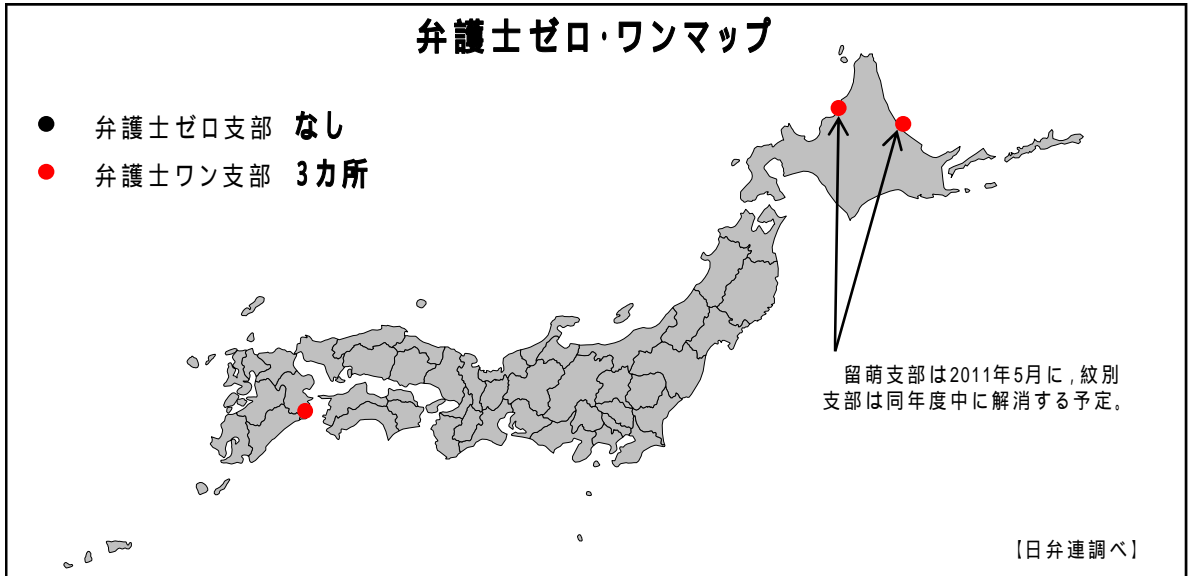 弁護士ゼロ・ワンマップ
● 弁護士ゼロ支部 なし
● 弁護士ワン支部 3カ所
留萌支部は2011年5月に,紋別
支部は同年度中に解消する予定。
【日弁連調べ】